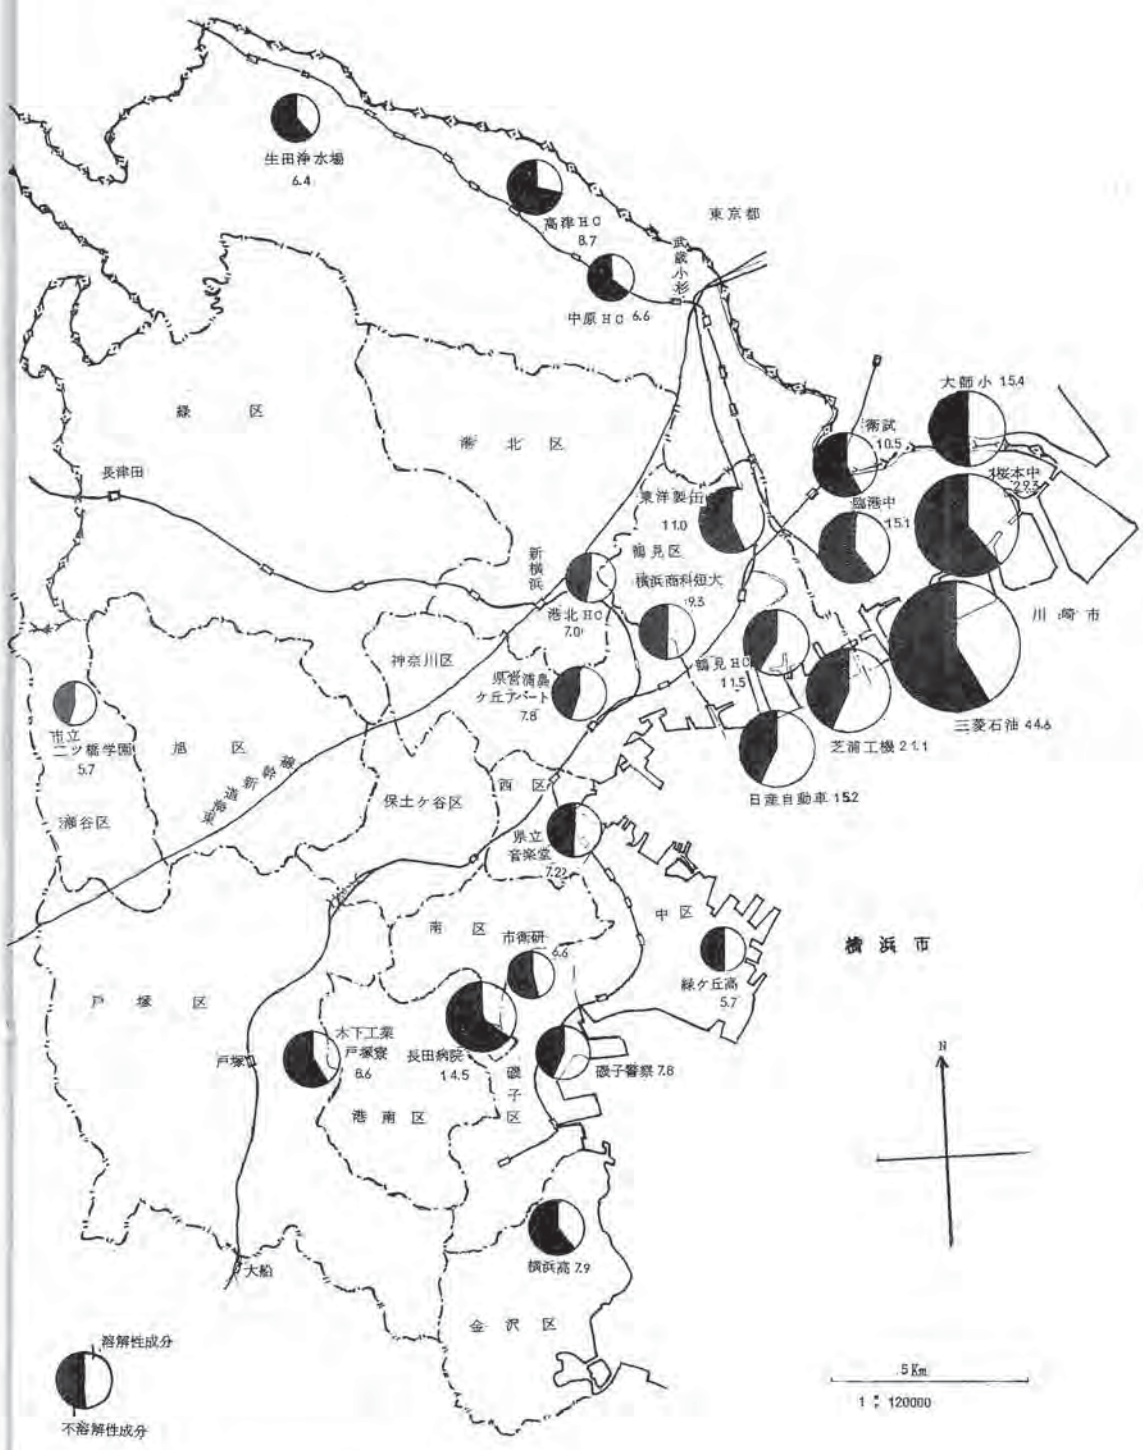 生田浄水場
6.4
高津HC
8.7
東京都
武蔵小杉
中原HC 6.6
大師小 15.4
衛試
10.5
桜本中
緑 区
港 北 区
長津田
東洋製缶
11.0
臨港中
15.1
新横浜
鶴見区
横浜商科短大
9.3
港北HC
7.0
川崎市
神奈川区
鶴見HC
11.5
県営浦島
ケ丘アパート
7.8
三菱石油 44.6
芝浦工機 21.1
市立
二ツ橋学園
5.7
旭 区
東海道新幹線
西区
日産自動車 15.2
瀬谷区
保土ケ谷区
県立
音楽堂
7.2
中区
南 区
市衛研
6.6
横浜市
緑ケ丘高
5.7
戸塚区
木下工業
戸塚寮
8.6
戸塚
長田病院
14.5
磯子区
磯子警察 7.8
港南区
N
横浜高 7.9
大船
金沢区
溶解性成分
不溶解性成分
5Km
1:120000